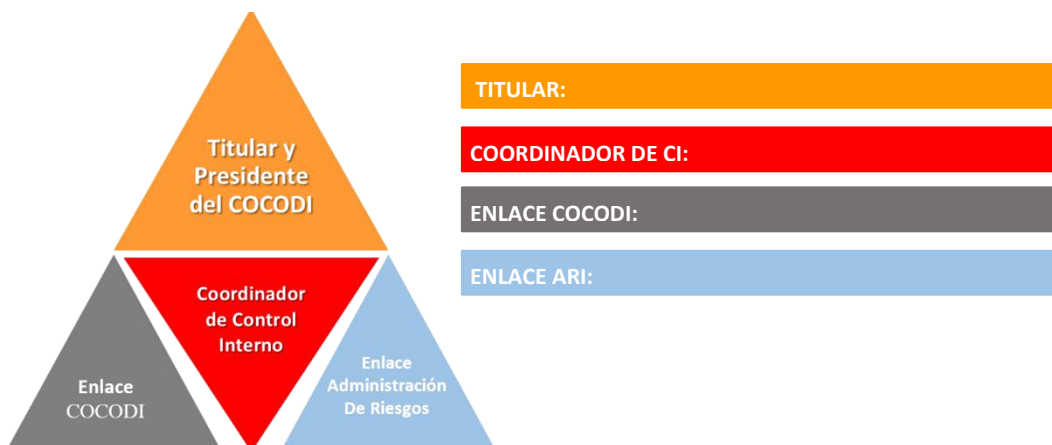 Titular y
Presidente
del COCODI
Coordinador
de Control
Interno
Enlace
COCODI
Enlace
Administración
De Riesgos
TITULAR:
COORDINADOR DE CI:
ENLACE COCODI:
ENLACE ARI: